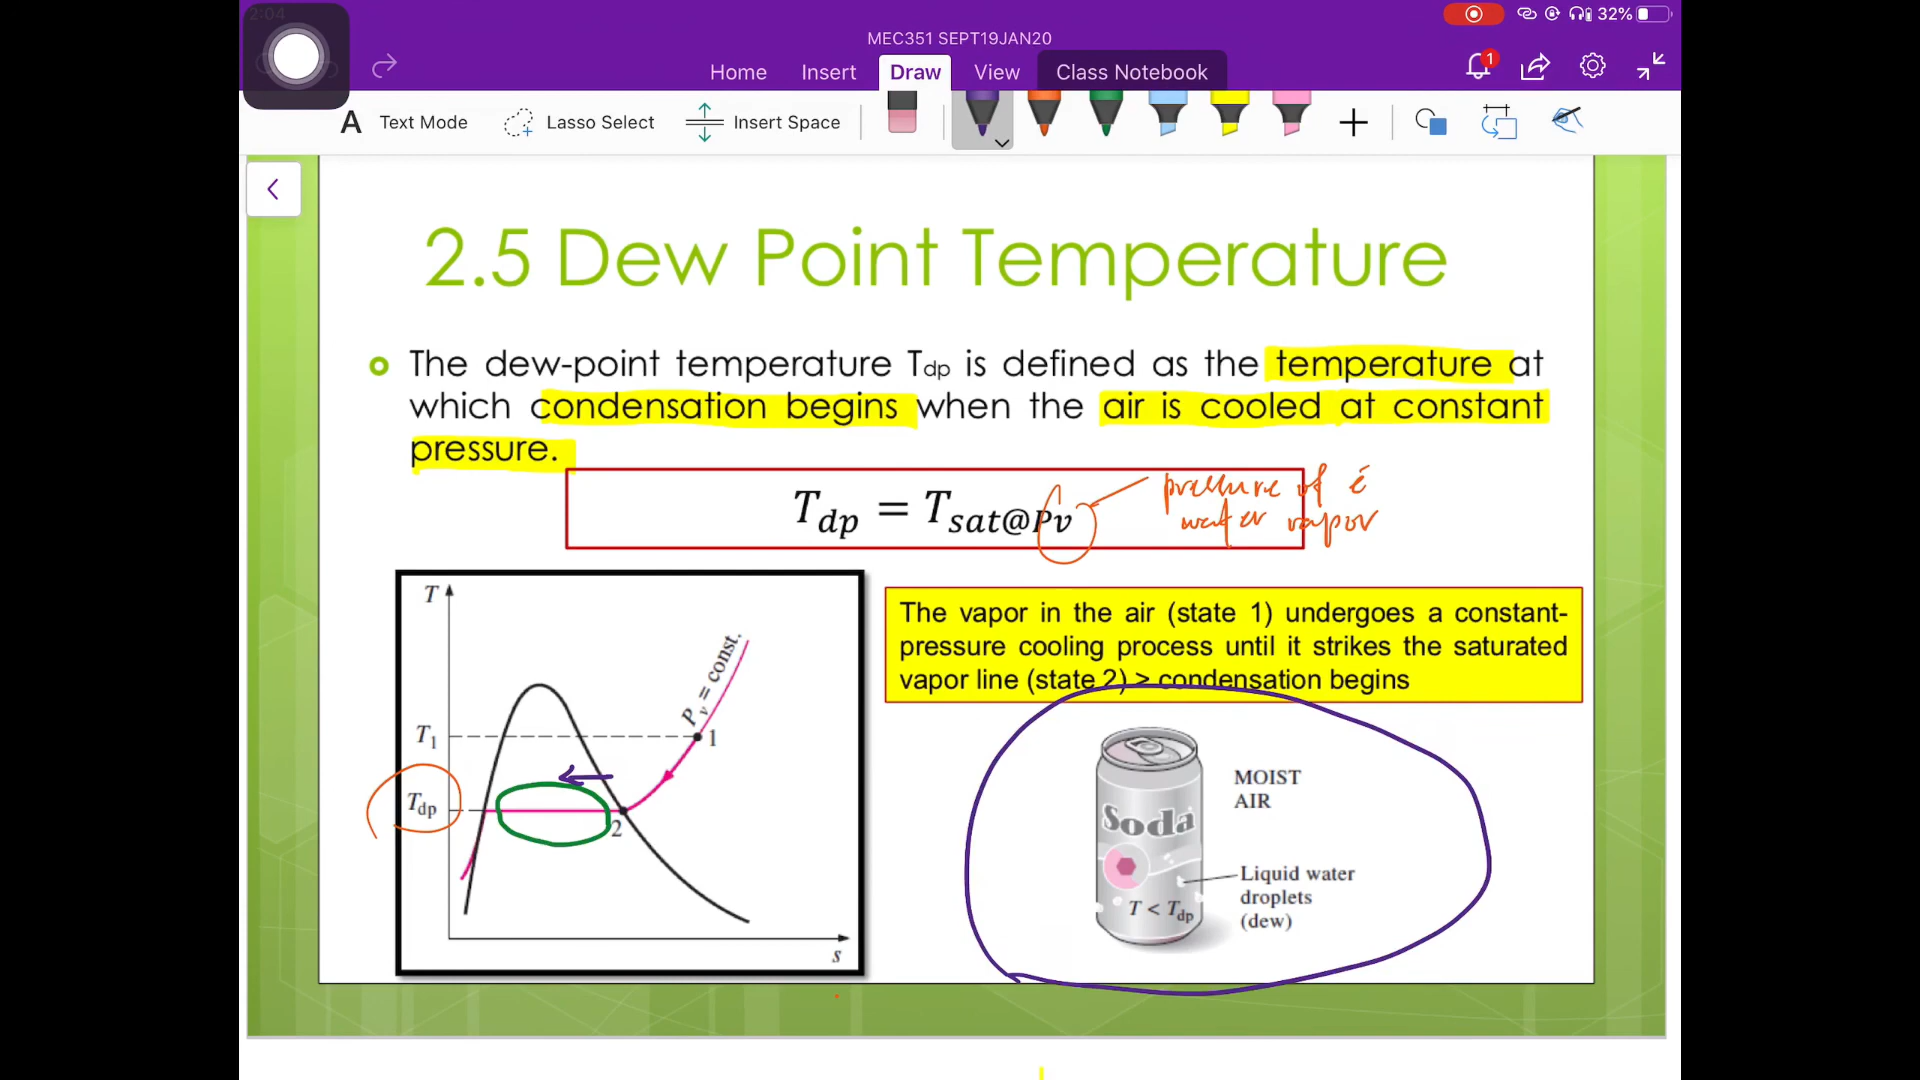 2:04
32%
MEC351 SEPT19JAN20
Home Insert Draw View Class Notebook
1
A Text Mode Lasso Select Insert Space
2.5 Dew Point Temperature
The dew-point temperature Tdp is defined as the temperature at
which condensation begins when the air is cooled at constant
pressure.
Tdp = Tsat@Pv
pressure of
water vapor
T
Pv = const.
T1
1
Tdp
2
s
The vapor in the air (state 1) undergoes a constant-
pressure cooling process until it strikes the saturated
vapor line (state 2) > condensation begins
MOIST
AIR
Soda
Liquid water
droplets
(dew)
T < Tdp